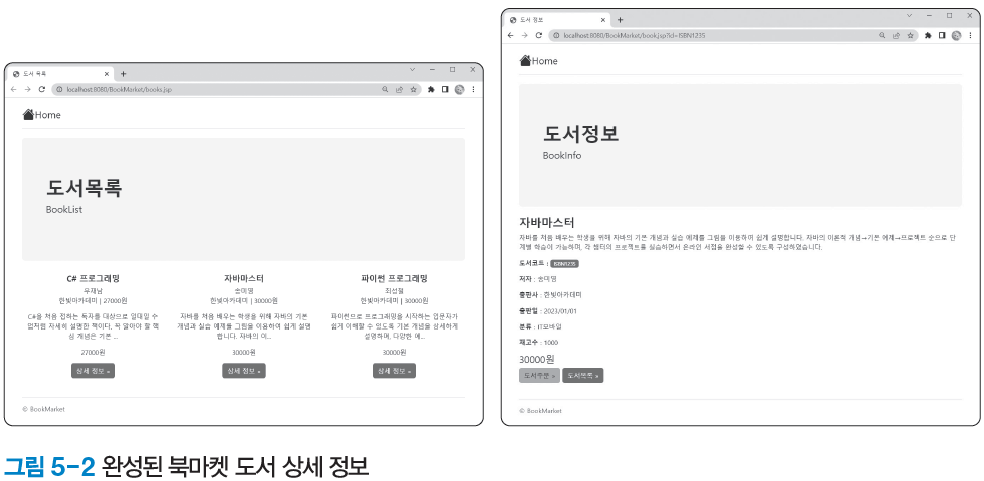 도서 목록
localhost:8080/BookMarket/books.jsp
Home
도서목록
BookList
C# 프로그래밍
우재남
한빛아카데미 | 27000원
C#을 처음 접하는 독자를 대상으로 일대일 수
업처럼 자세히 설명한 책이다. 꼭 알아야 할 핵
심 개념은 기본 ...
27000원
상세 정보 »
자바마스터
송미영
한빛아카데미 | 30000원
자바를 처음 배우는 학생을 위해 자바의 기본
개념과 실습 예제를 그림을 이용하여 쉽게 설명
합니다. 자바의 이...
30000원
상세 정보 »
파이썬 프로그래밍
최성철
한빛아카데미 | 30000원
파이썬으로 프로그래밍을 시작하는 입문자가
쉽게 이해할 수 있도록 기본 개념을 상세하게
설명하며, 다양한 예...
30000원
상세 정보 »
© BookMarket
도서 정보
localhost:8080/BookMarket/book.jsp?id=ISBN1235
Home
도서정보
BookInfo
자바마스터
자바를 처음 배우는 학생을 위해 자바의 기본 개념과 실습 예제를 그림을 이용하여 쉽게 설명합니다. 자바의 이론적 개념→기본 예제→프로젝트 순으로 단
계별 학습이 가능하며, 각 챕터의 프로젝트를 실습하면서 온라인 서점을 완성할 수 있도록 구성하였습니다.
도서코드 : ISBN1235
저자 : 송미영
출판사 : 한빛아카데미
출판일 : 2023/01/01
분류 : IT모바일
재고수 : 1000
30000원
도서주문 » 도서목록 »
© BookMarket
그림 5-2 완성된 북마켓 도서 상세 정보